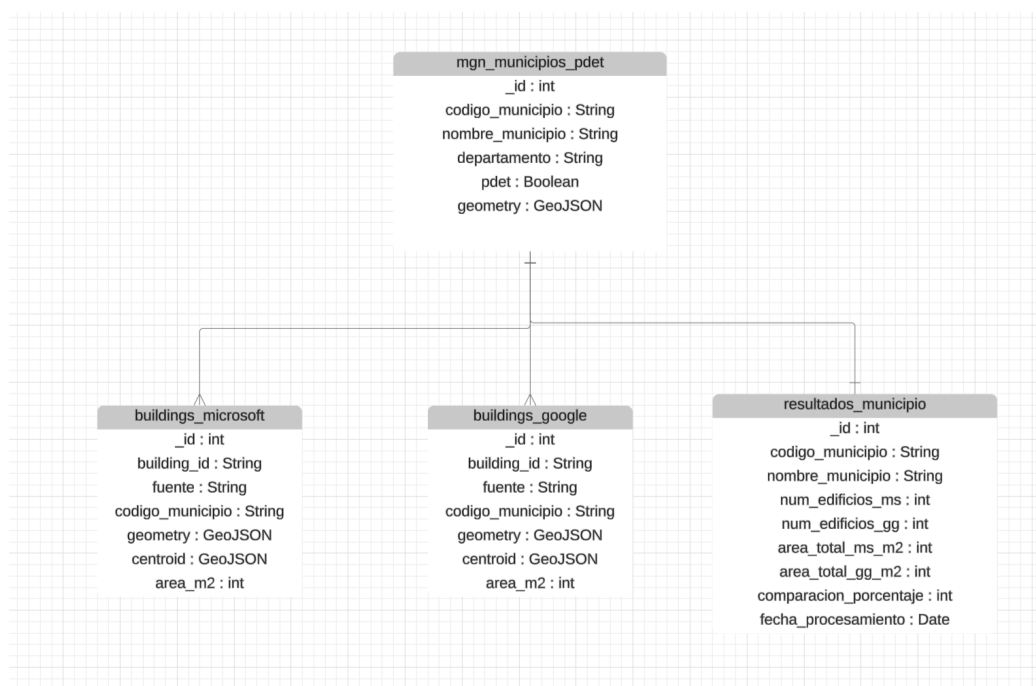 mgn_municipios_pdet
_id : int
codigo_municipio : String
nombre_municipio : String
departamento : String
pdet : Boolean
geometry : GeoJSON
buildings_microsoft
_id : int
building_id : String
fuente : String
codigo_municipio : String
geometry : GeoJSON
centroid : GeoJSON
area_m2 : int
buildings_google
_id : int
building_id : String
fuente : String
codigo_municipio : String
geometry : GeoJSON
centroid : GeoJSON
area_m2 : int
resultados_municipio
_id : int
codigo_municipio : String
nombre_municipio : String
num_edificios_ms : int
num_edificios_gg : int
area_total_ms_m2 : int
area_total_gg_m2 : int
comparacion_porcentaje : int
fecha_procesamiento : Date